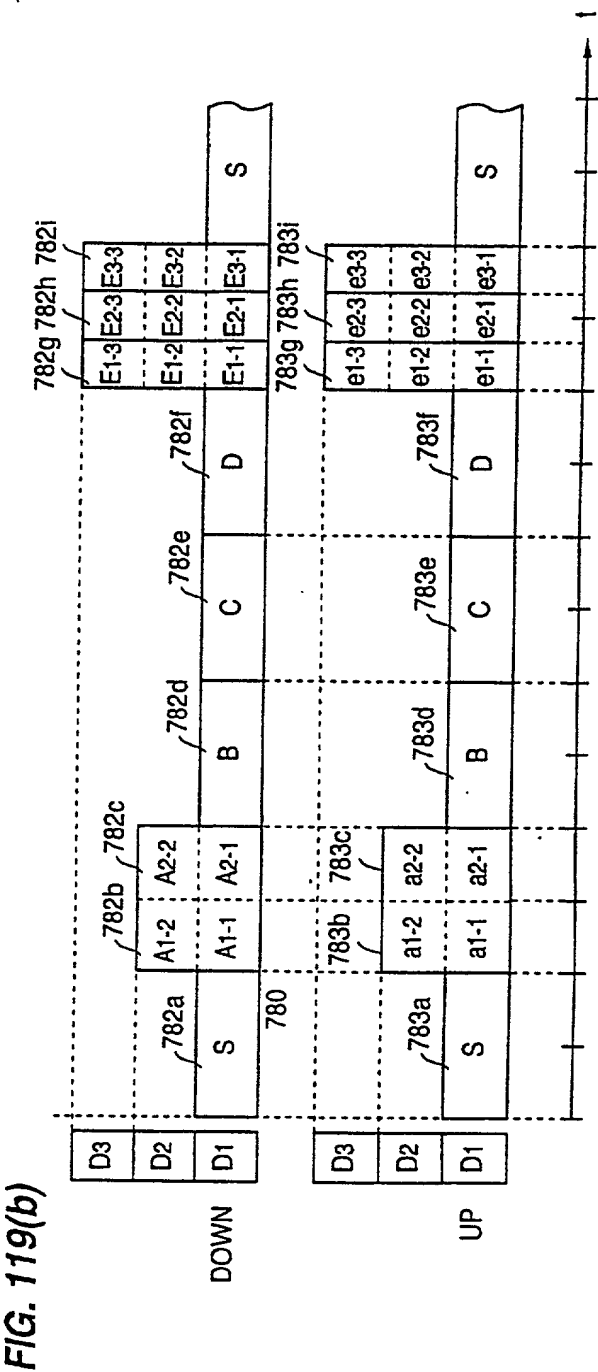 FIG. 119(b)
782g 782h 782i
D3 E1-3 E2-3 E3-3
782b 782c
D2 A1-2 A2-2 E1-2 E2-2 E3-2
782a 782d 782e 782f
DOWN D1 S A1-1 A2-1 B C D E1-1 E2-1 E3-1 S
780
783g 783h 783i
D3 e1-3 e2-3 e3-3
783b 783c
D2 a1-2 a2-2 e1-2 e2-2 e3-2
783a 783d 783e 783f
UP D1 S a1-1 a2-1 B C D e1-1 e2-1 e3-1 S
t